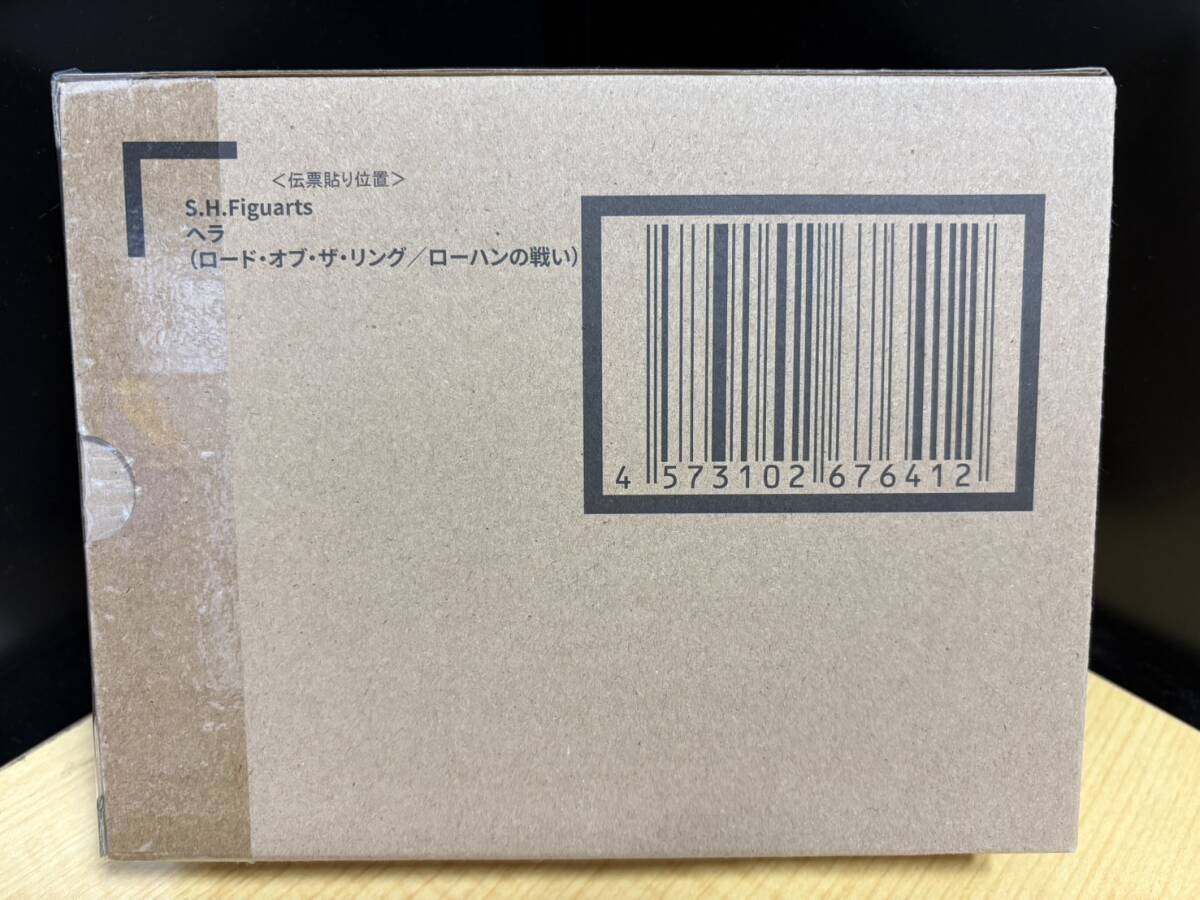 ＜伝票貼り位置＞
S.H.Figuarts
ヘラ
（ロード・オブ・ザ・リング／ローハンの戦い）
4 573102 676412